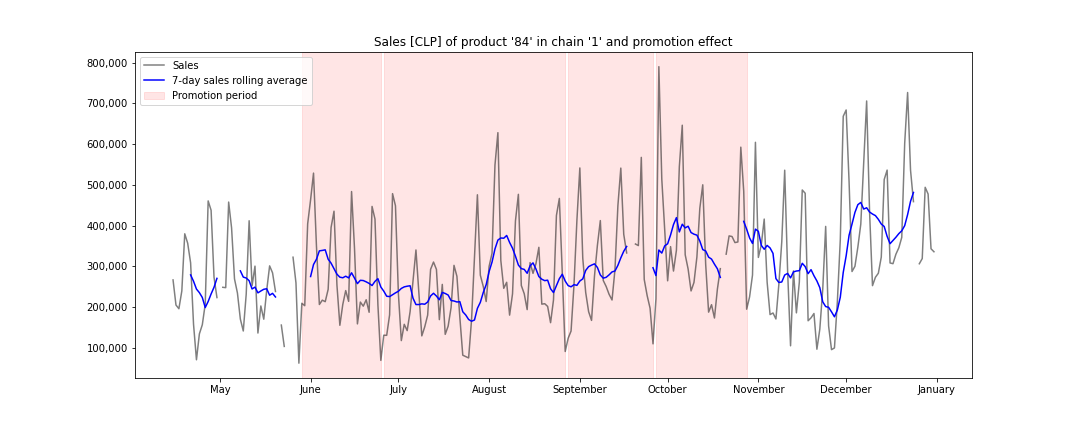 Sales [CLP] of product '84' in chain '1' and promotion effect
Sales
7-day sales rolling average
Promotion period
800,000
700,000
600,000
500,000
400,000
300,000
200,000
100,000
May June July August September October November December January